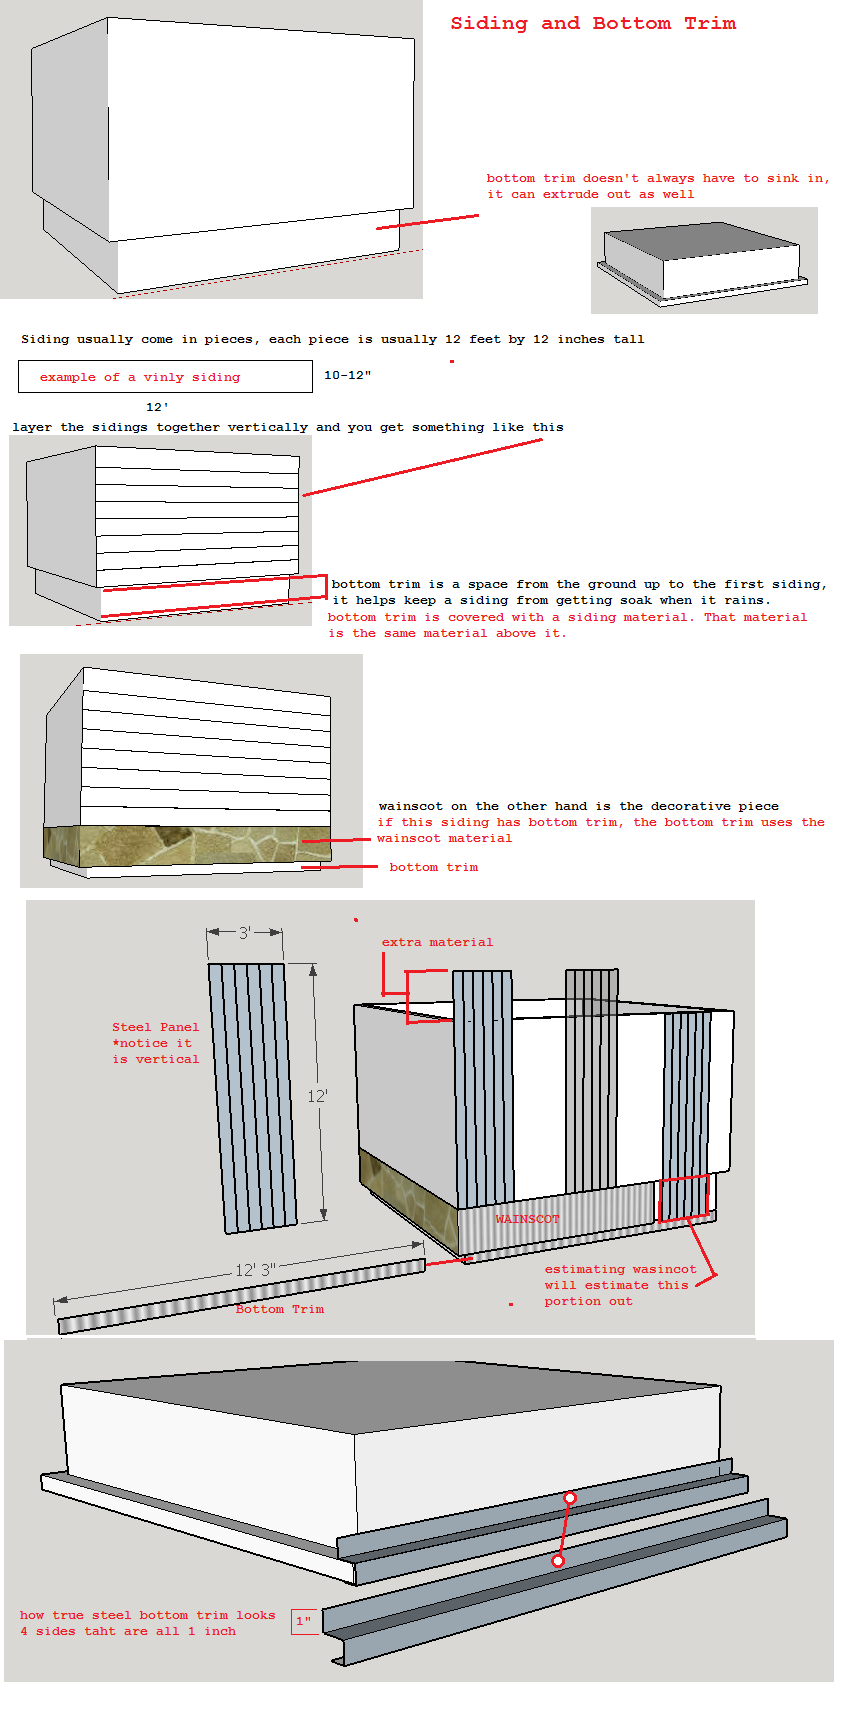 Siding and Bottom Trim
bottom trim doesn't always have to sink in,
it can extrude out as well
Siding usually come in pieces, each piece is usually 12 feet by 12 inches tall
example of a vinly siding
10-12"
12'
layer the sidings together vertically and you get something like this
bottom trim is a space from the ground up to the first siding,
it helps keep a siding from getting soak when it rains.
bottom trim is covered with a siding material. That material
is the same material above it.
wainscot on the other hand is the decorative piece
if this siding has bottom trim, the bottom trim uses the
wainscot material
bottom trim
3'
extra material
Steel Panel
*notice it
is vertical
12'
WAINSCOT
12' 3"
Bottom Trim
estimating wasincot
will estimate this
portion out
how true steel bottom trim looks
4 sides taht are all 1 inch
1"